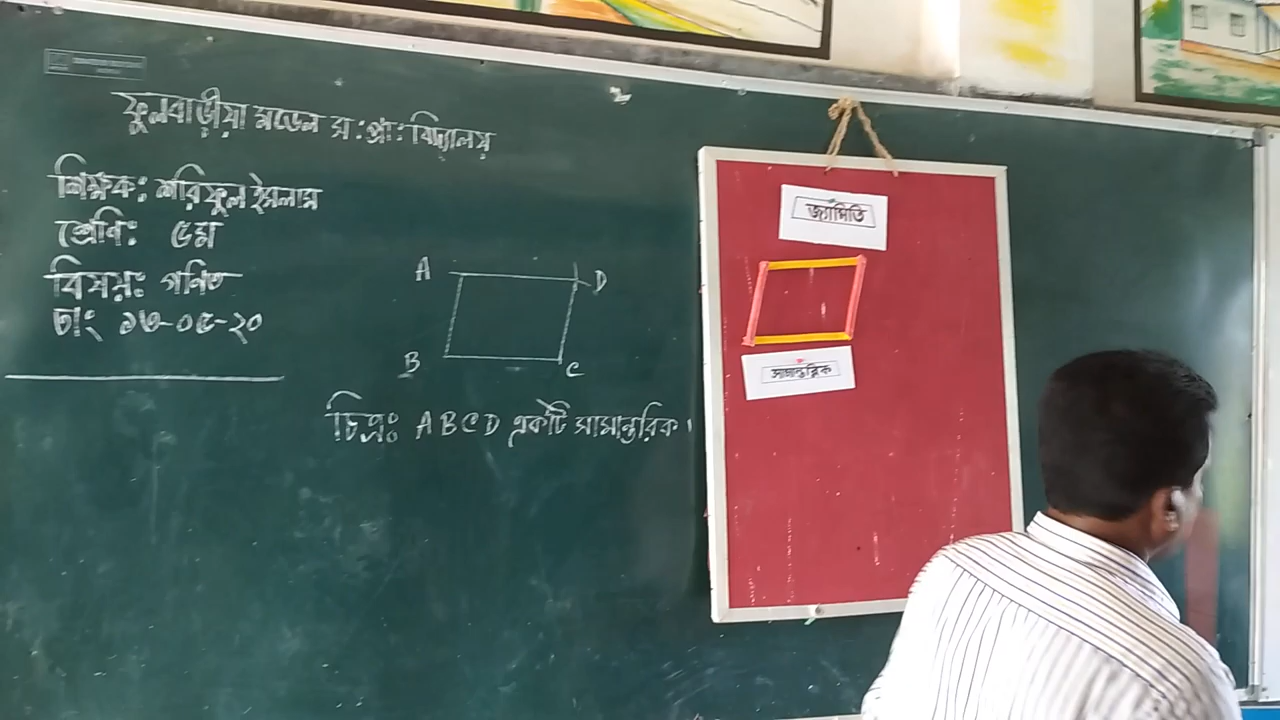 ফুলবাড়ীয়া মডেল স:প্রা:বিদ্যালয়
শিক্ষক: শরিফুল ইসলাম
শ্রেণি: ৫ম
বিষয়: গণিত
তাং ১৩-০৫-২০
A
D
B
C
চিত্র: ABCD একটি সামান্তরিক।
জ্যামিতি
সামান্তরিক